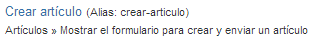 Crear artículo (Alias: crear-articulo)
Artículos » Mostrar el formulario para crear y enviar un artículo